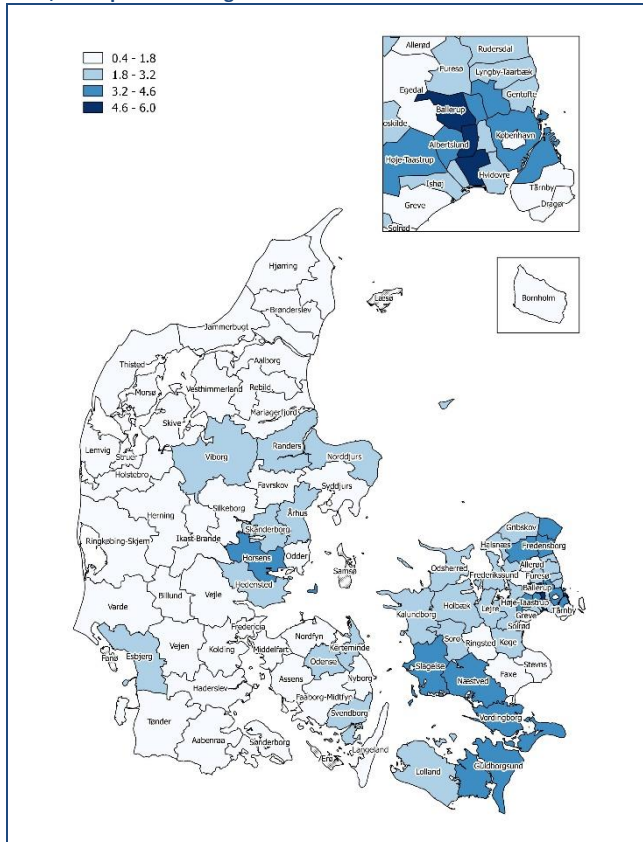 0.4 - 1.8
1.8 - 3.2
3.2 - 4.6
4.6 - 6.0
Allerød
Rudersdal
Furesø
Lyngby-Taarbæk
Egedal
Gentofte
Ballerup
oskilde
København
Albertslund
Høje-Taastrup
Ishøj
Hvidovre
Tårnby
Greve
Dragør
Solrød
Bornholm
Hjørring
Læsø
Brønderslev
Jammerbugt
Thisted
Aalborg
Vesthimmerland
Rebild
Morsø
Mariagerfjord
Skive
Lemvig
Struer
Randers
Viborg
Norddjurs
Holstebro
Favrskov
Syddjurs
Silkeborg
Herning
Århus
Skanderborg
Ringkøbing-Skjern
Ikast-Brande
Horsens
Odder
Samsø
Hedensted
Billund
Vejle
Varde
Fredericia
Nordfyn
Vejen
Kolding
Middelfart
Kerteminde
Esbjerg
Fanø
Odense
Assens
Nyborg
Haderslev
Faaborg-Midtfyn
Svendborg
Tønder
Aabenraa
Sønderborg
Ærø
Langeland
Gribskov
Halsnæs
Fredensborg
Odsherred
Frederikssund
Allerød
Furesø
Ballerup
Holbæk
Lejre
Høje-Taastrup
Tårnby
Kalundborg
Greve
Solrød
Sorø
Ringsted
Køge
Slagelse
Stevns
Faxe
Næstved
Vordingborg
Lolland
Guldborgsund